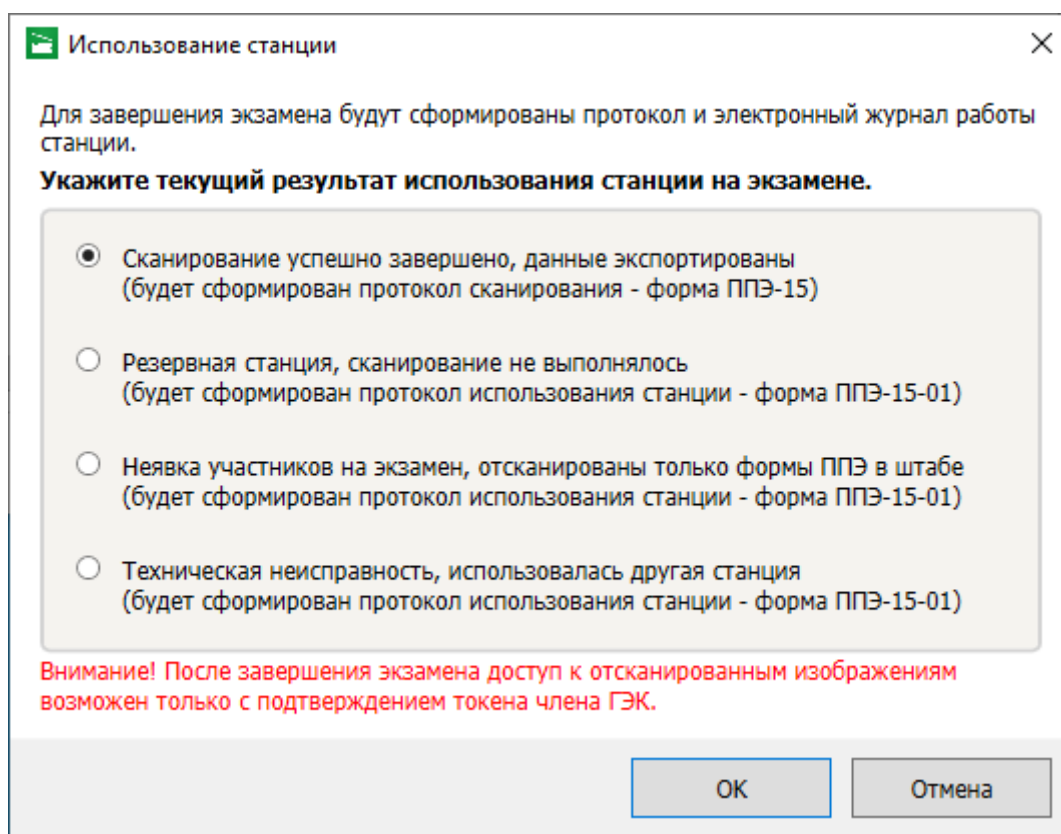 Использование станции
Для завершения экзамена будут сформированы протокол и электронный журнал работы
станции.
Укажите текущий результат использования станции на экзамене.
Сканирование успешно завершено, данные экспортированы
(будет сформирован протокол сканирования - форма ППЭ-15)
Резервная станция, сканирование не выполнялось
(будет сформирован протокол использования станции - форма ППЭ-15-01)
Неявка участников на экзамен, отсканированы только формы ППЭ в штабе
(будет сформирован протокол использования станции - форма ППЭ-15-01)
Техническая неисправность, использовалась другая станция
(будет сформирован протокол использования станции - форма ППЭ-15-01)
Внимание! После завершения экзамена доступ к отсканированным изображениям
возможен только с подтверждением токена члена ГЭК.
ОК
Отмена